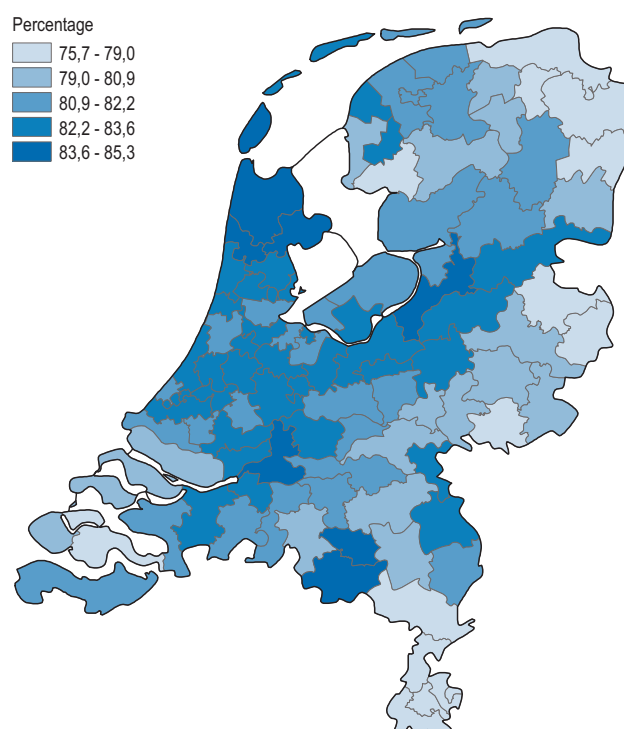 Percentage
75,7 - 79,0
79,0 - 80,9
80,9 - 82,2
82,2 - 83,6
83,6 - 85,3